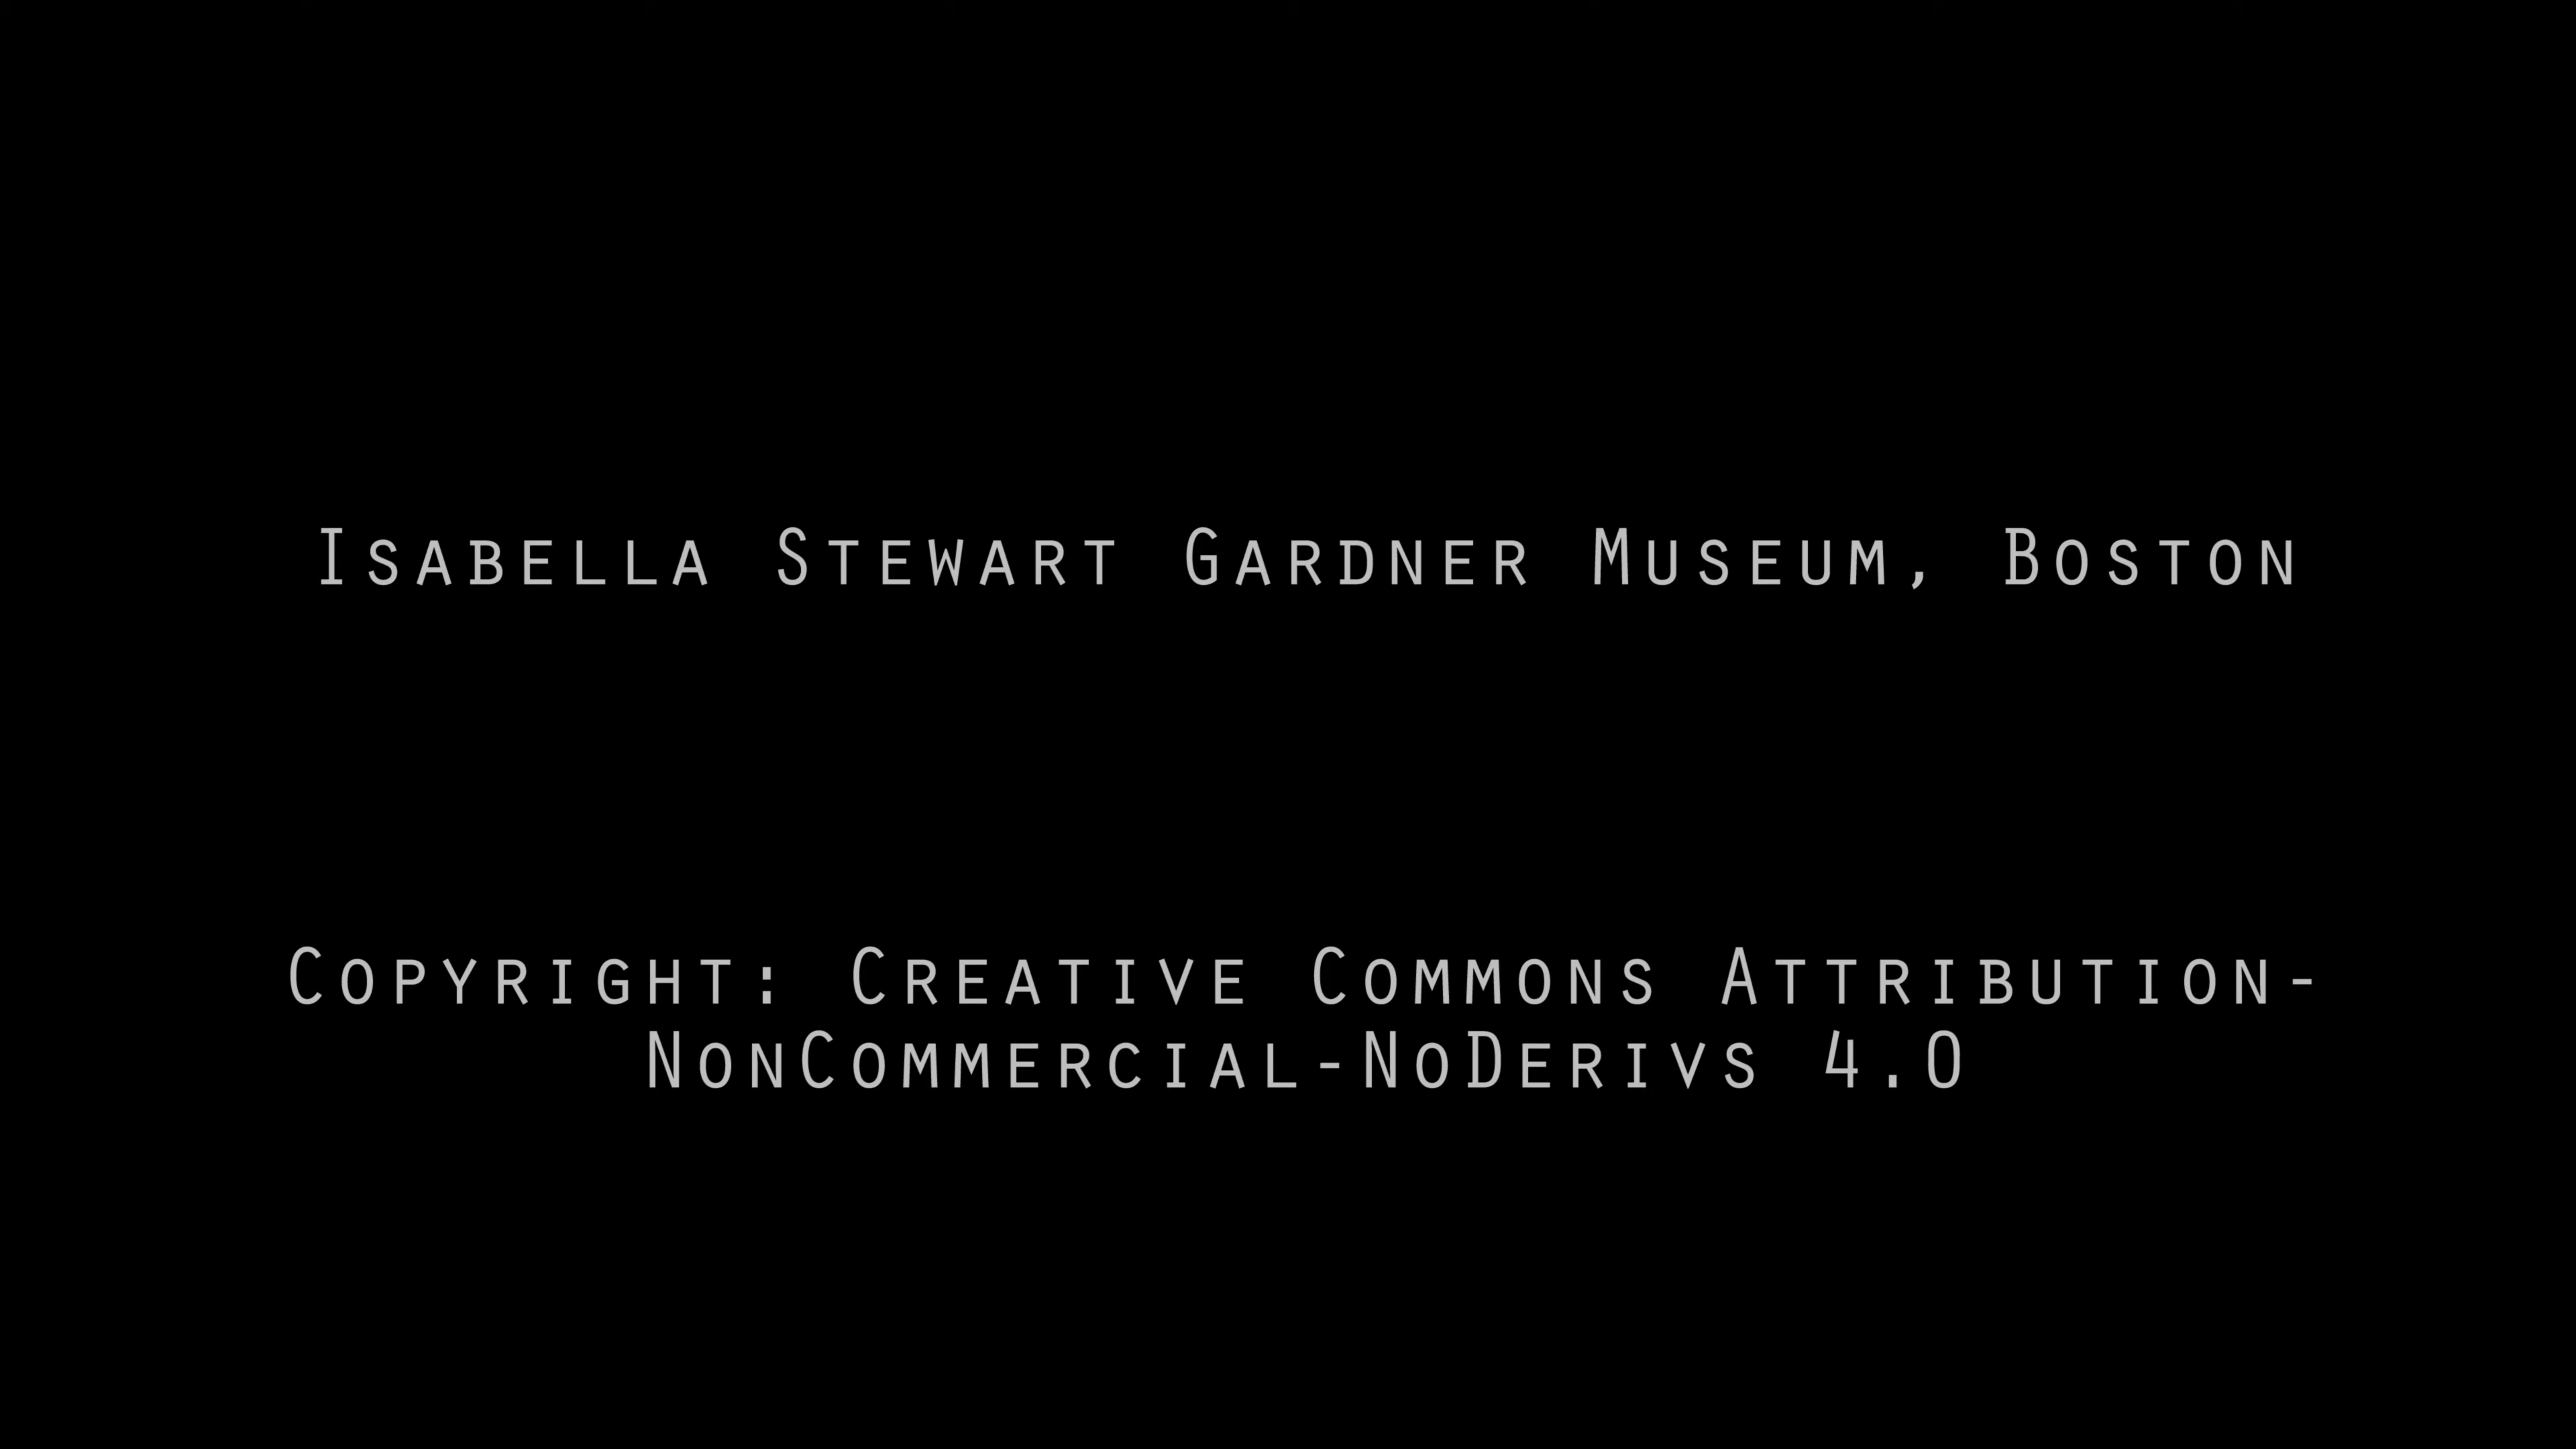 Isabella Stewart Gardner Museum, Boston
Copyright: Creative Commons Attribution-
NonCommercial-NoDerivs 4.0